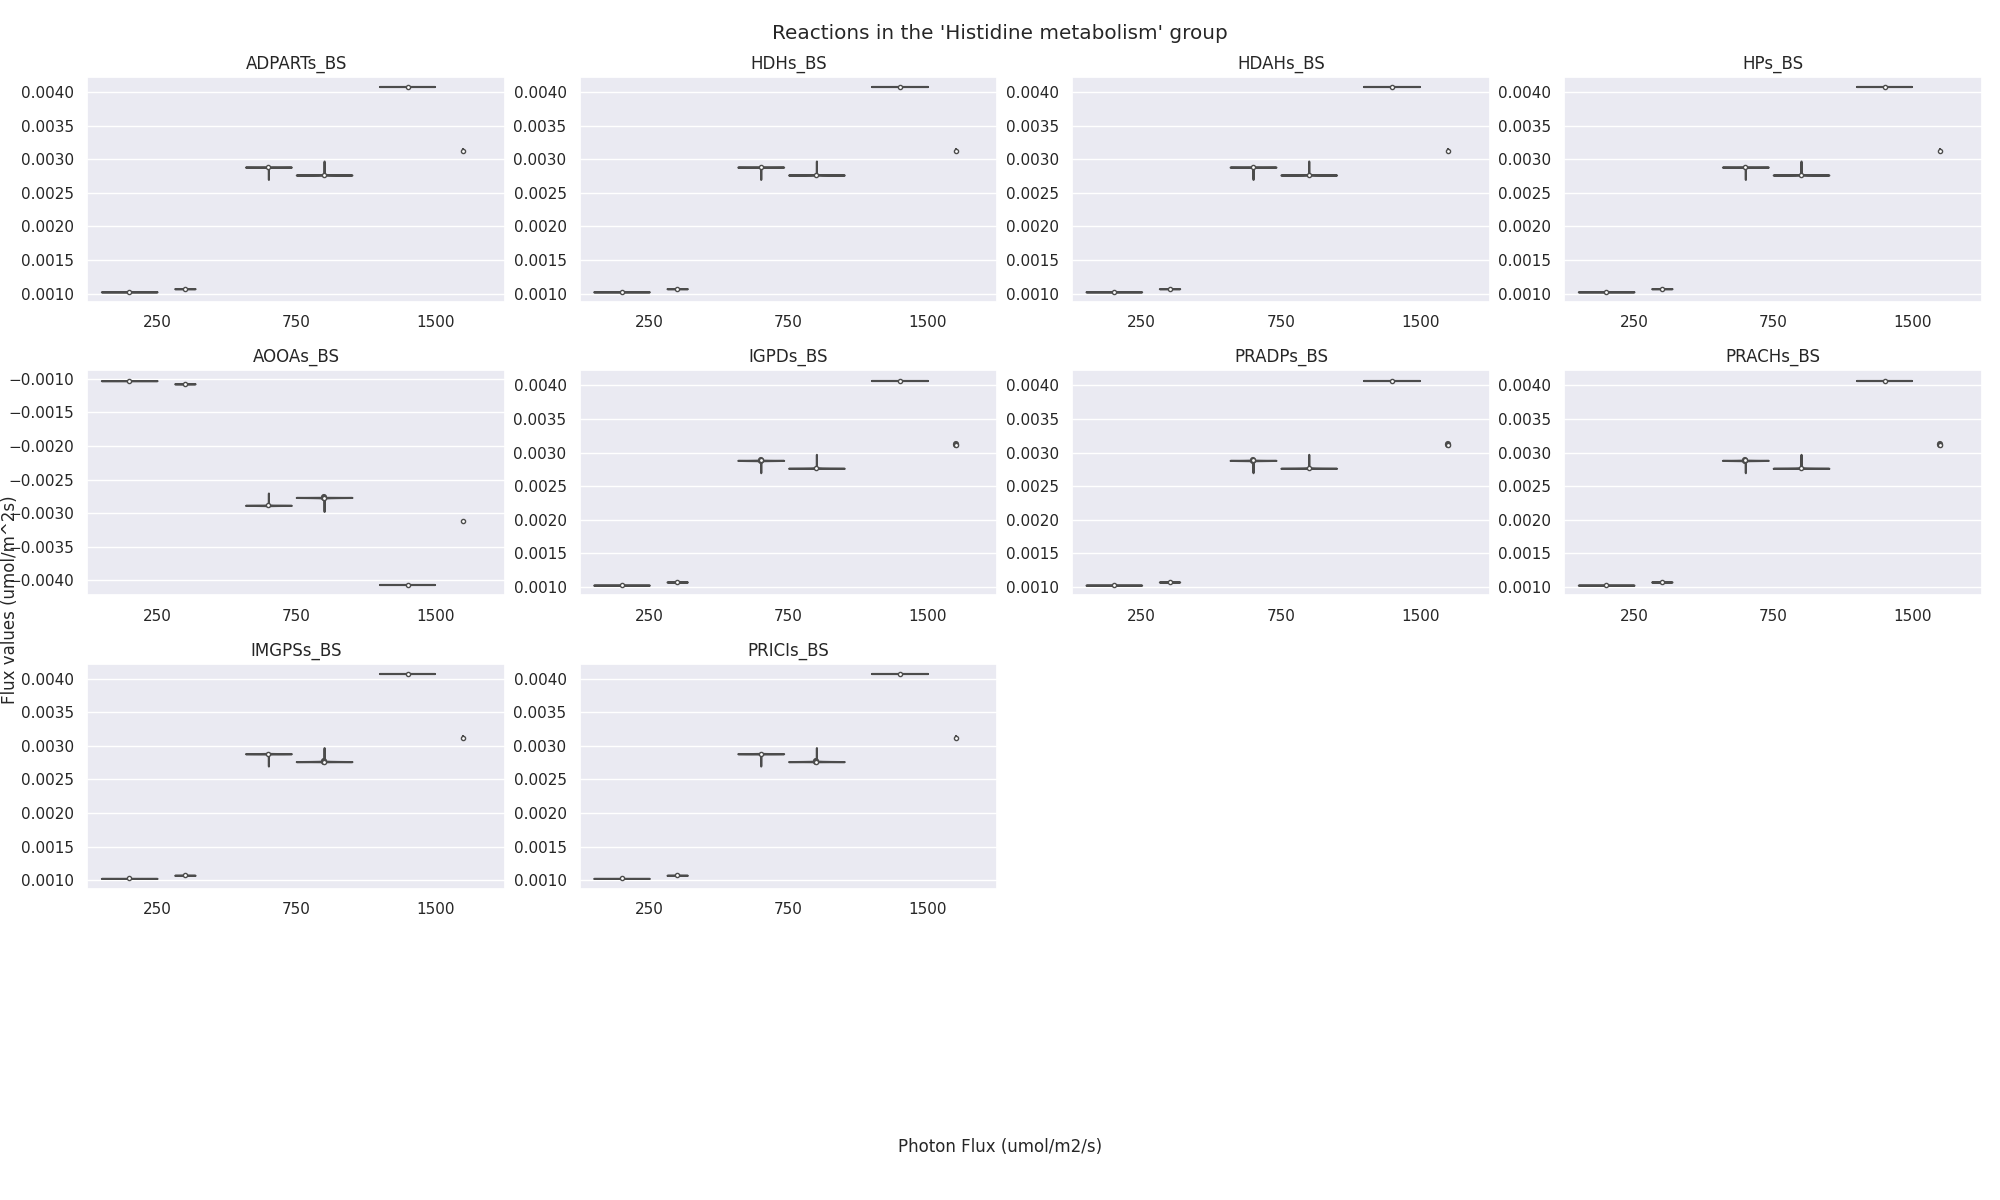 Reactions in the 'Histidine metabolism' group
ADPARTs_BS
HDHs_BS
HDAHs_BS
HPs_BS
0.0040 0.0040 0.0040 0.0040
0.0035 0.0035 0.0035 0.0035
0.0030 0.0030 0.0030 0.0030
0.0025 0.0025 0.0025 0.0025
0.0020 0.0020 0.0020 0.0020
0.0015 0.0015 0.0015 0.0015
0.0010 0.0010 0.0010 0.0010
250 750 1500 250 750 1500 250 750 1500 250 750 1500
AOOAs_BS
IGPDs_BS
PRADPs_BS
PRACHs_BS
−0.0010 0.0040 0.0040 0.0040
−0.0015 0.0035 0.0035 0.0035
−0.0020 0.0030 0.0030 0.0030
−0.0025 0.0025 0.0025 0.0025
−0.0030 0.0020 0.0020 0.0020
−0.0035 0.0015 0.0015 0.0015
−0.0040 0.0010 0.0010 0.0010
250 750 1500 250 750 1500 250 750 1500 250 750 1500
Flux values (umol/m^2s)
IMGPSs_BS
PRICIs_BS
0.0040 0.0040
0.0035 0.0035
0.0030 0.0030
0.0025 0.0025
0.0020 0.0020
0.0015 0.0015
0.0010 0.0010
250 750 1500 250 750 1500
Photon Flux (umol/m2/s)